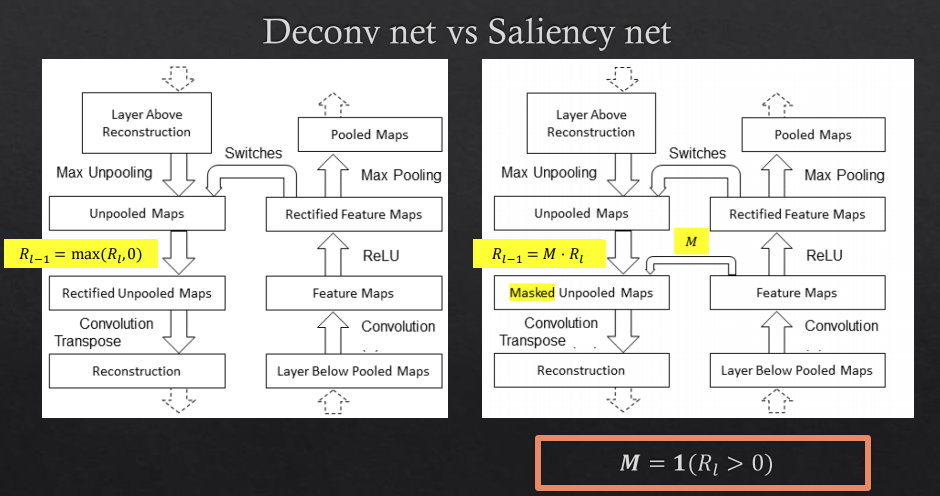 Deconv net vs Saliency net
Layer Above
Reconstruction
Pooled Maps
Switches
Max Unpooling
Max Pooling
Unpooled Maps
Rectified Feature Maps
R_{l−1} = max(R_l, 0)
ReLU
Rectified Unpooled Maps
Feature Maps
Convolution
Transpose
Convolution
Reconstruction
Layer Below Pooled Maps
Layer Above
Reconstruction
Pooled Maps
Switches
Max Unpooling
Max Pooling
Unpooled Maps
Rectified Feature Maps
M
R_{l−1} = M · R_l
ReLU
Masked Unpooled Maps
Feature Maps
Convolution
Transpose
Convolution
Reconstruction
Layer Below Pooled Maps
M = 1(R_l > 0)